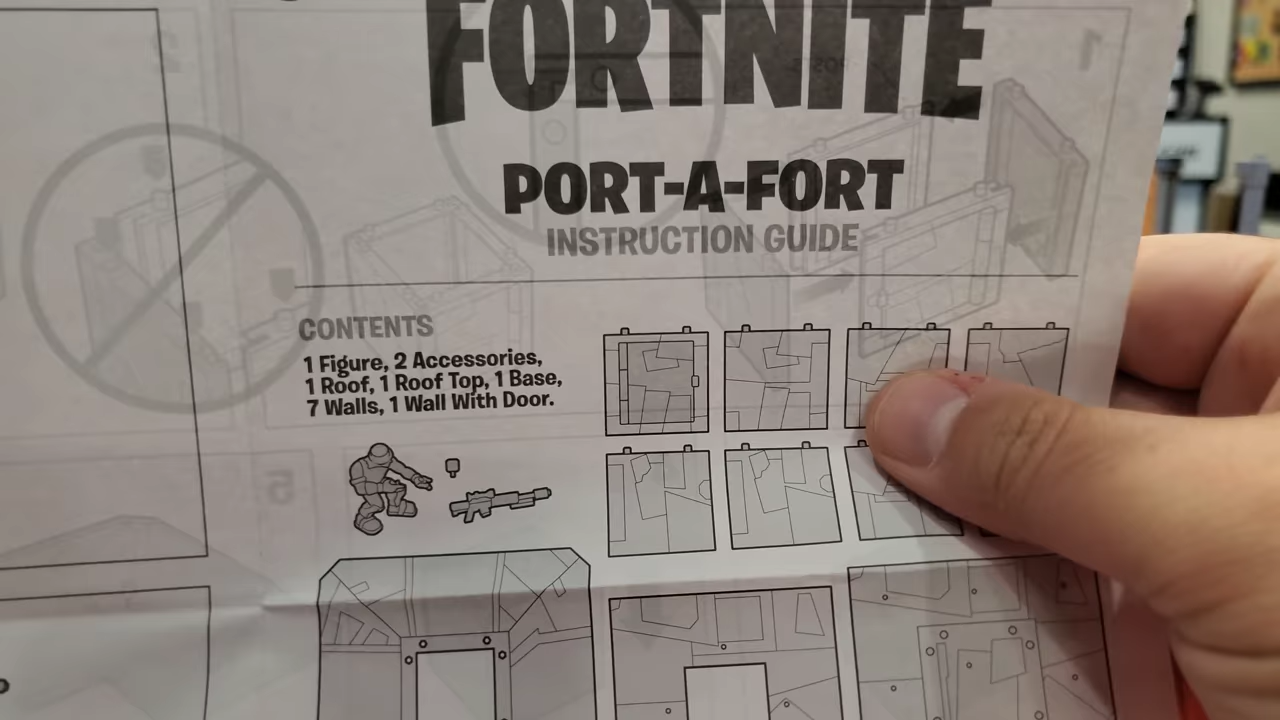 FORTNITE
PORT-A-FORT
INSTRUCTION GUIDE
CONTENTS
1 Figure, 2 Accessories,
1 Roof, 1 Roof Top, 1 Base,
7 Walls, 1 Wall With Door.